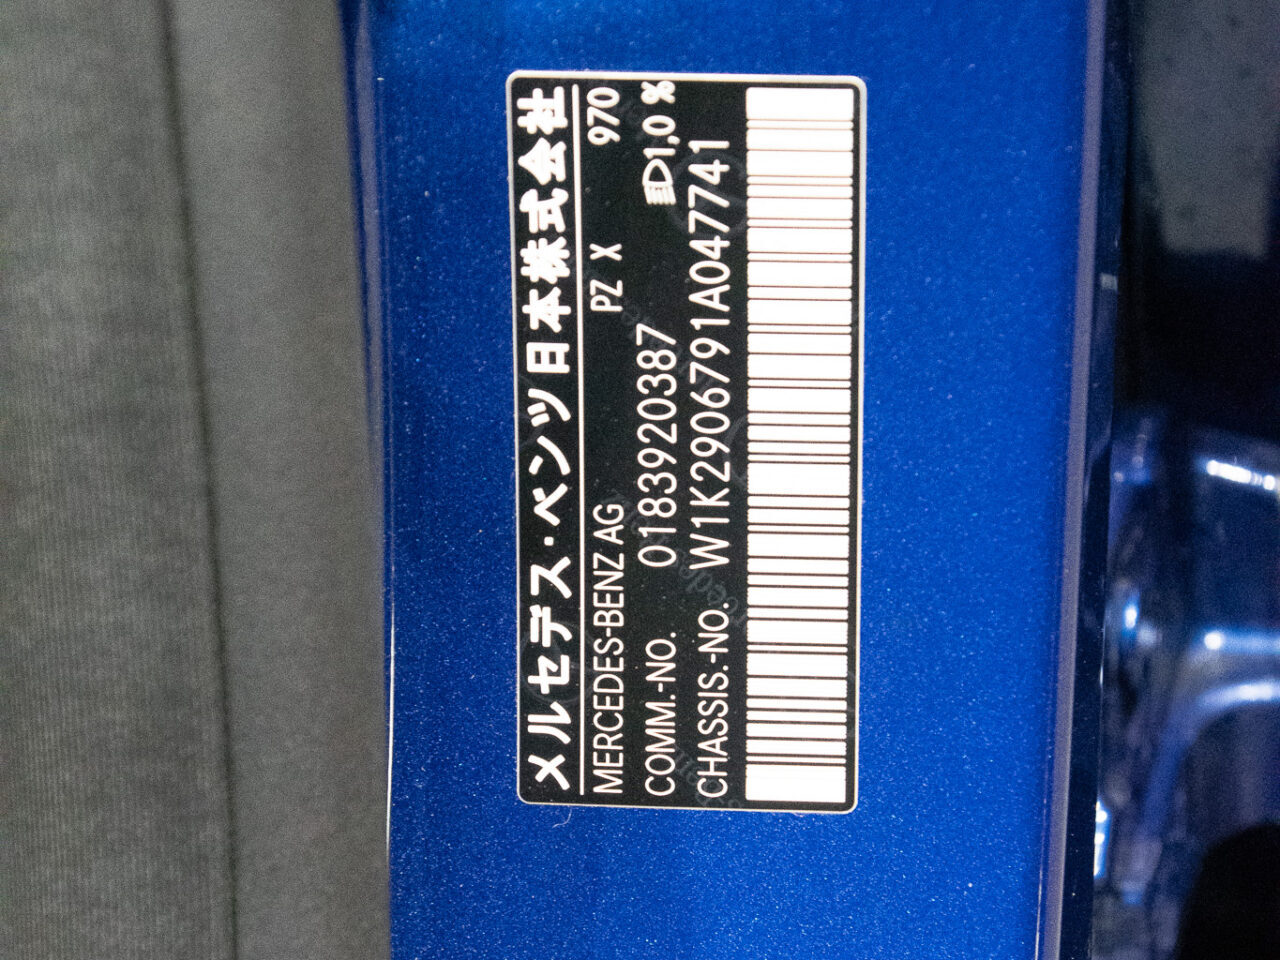 メルセデス・ベンツ日本株式会社
MERCEDES-BENZ AG PZ X 970
COMM.-NO. 0183920387 1,0 %
CHASSIS.-NO. W1K2906791A047741